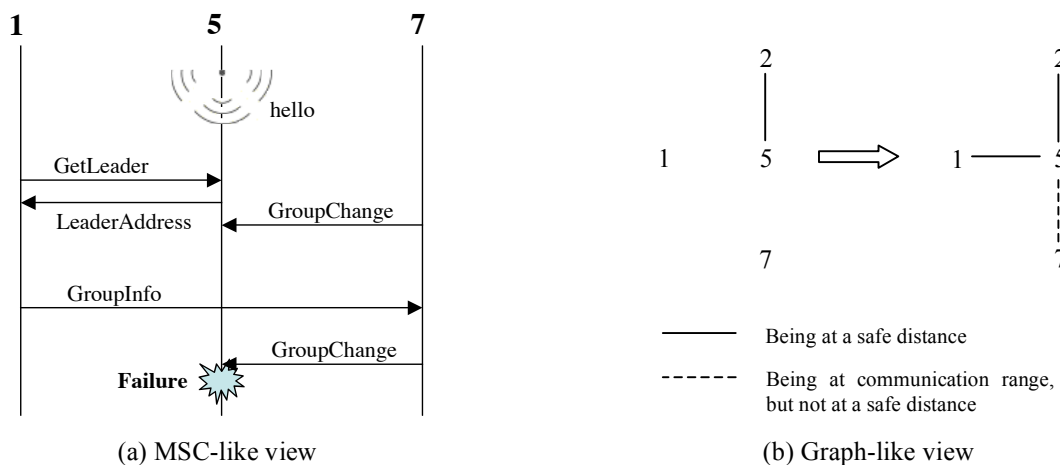 1 5 7
hello
GetLeader
LeaderAddress
GroupChange
GroupInfo
GroupChange
Failure
(a) MSC-like view
2 2
1 5 1 5
7 7
Being at a safe distance
Being at communication range,
but not at a safe distance
(b) Graph-like view